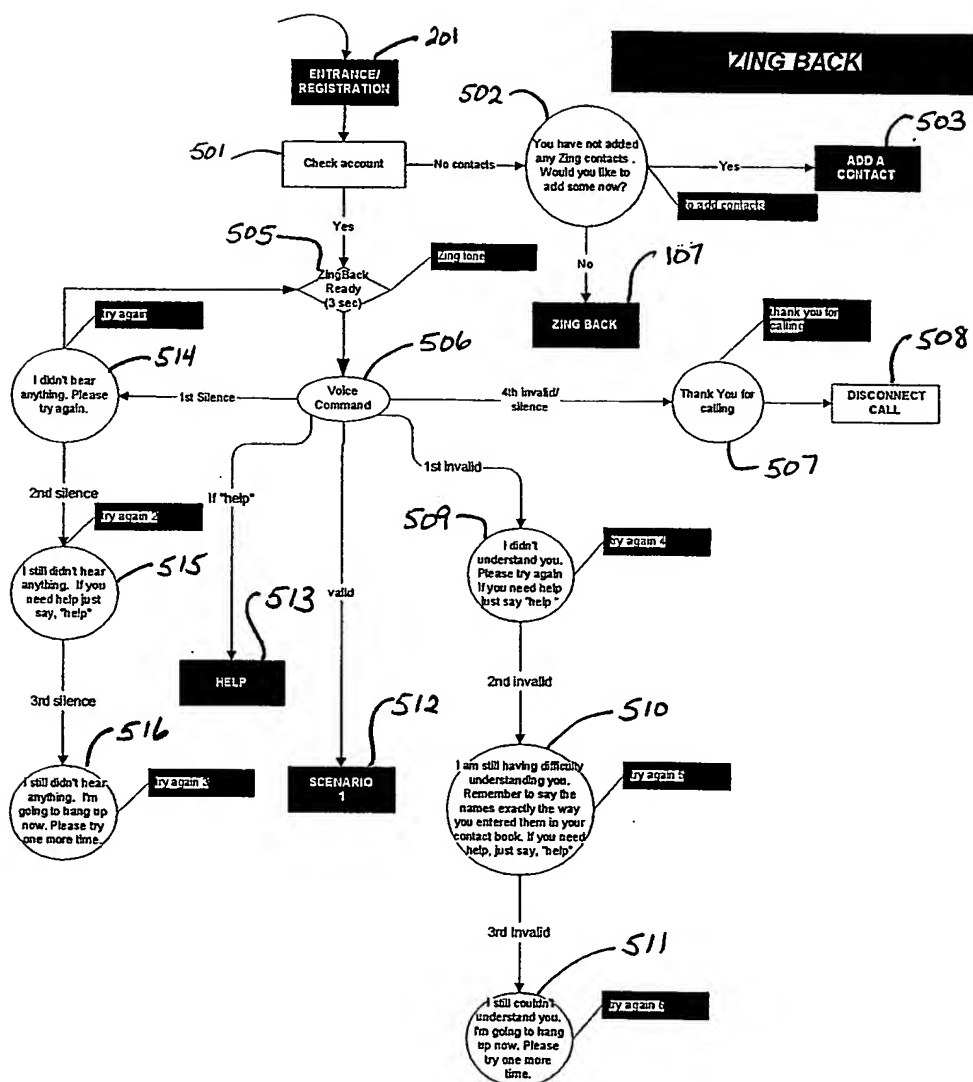 ZING BACK
201
ENTRANCE/
REGISTRATION
502
503
501
Check account
No contacts
You have not added
any Zing contacts .
Would you like to
add some now?
Yes
ADD A
CONTACT
to add contacts
Yes
505
ZingBack
Ready
(3 sec)
Zing tone
No
107
ZING BACK
try again
thank you for
calling
514
506
508
I didn't hear
anything. Please
try again.
1st Silence
Voice
Command
4th invalid/
silence
Thank You for
calling
DISCONNECT
CALL
507
1st Invalid
2nd silence
If "help"
try again 2
509
I didn't
understand you.
Please try again
If you need help
just say "help "
try again 4
I still didn't hear
anything. If you
need help just
say, "help"
515
valid
513
HELP
2nd invalid
3rd silence
512
510
516
I still didn't hear
anything. I'm
going to hang up
now. Please try
one more time.
try again 3
SCENARIO
1
I am still having difficulty
understanding you.
Remember to say the
names exactly the way
you entered them in your
contact book. If you need
help, just say, "help"
try again 5
3rd Invalid
511
I still couldn't
understand you.
I'm going to hang
up now. Please
try one more
time.
try again 6